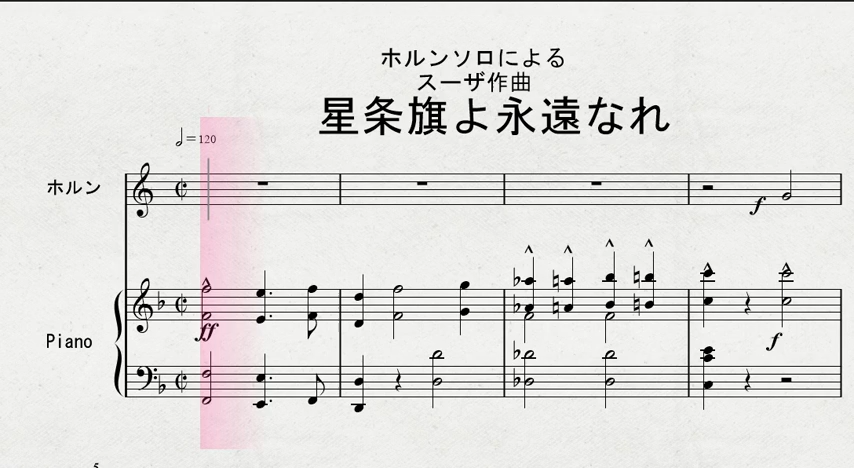 ホルンソロによる
スーザ作曲
星条旗よ永遠なれ
𝅗𝅥=120
ホルン
f
ff
Piano
f
5